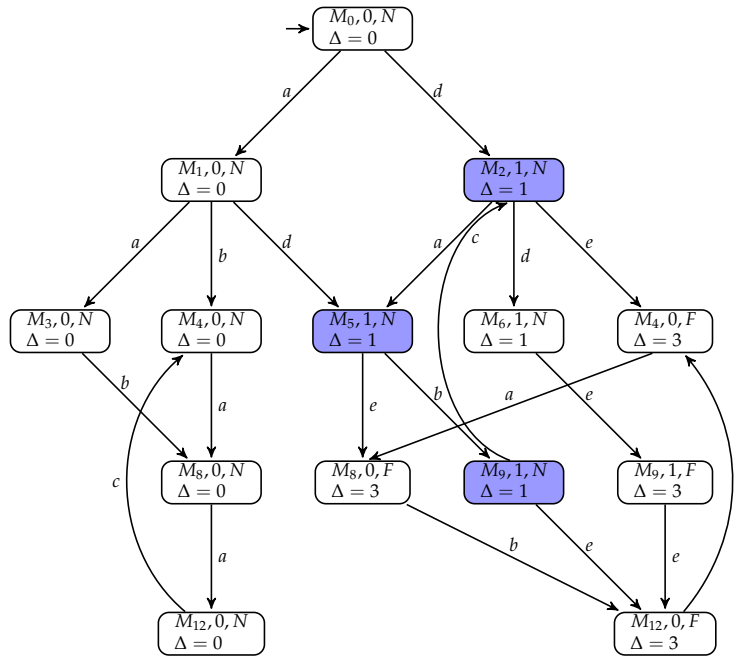 M₀, 0, N
Δ = 0
a
d
M₁, 0, N
Δ = 0
M₂, 1, N
Δ = 1
a
b
d
a
c
d
e
M₃, 0, N
Δ = 0
M₄, 0, N
Δ = 0
M₅, 1, N
Δ = 1
M₆, 1, N
Δ = 1
M₄, 0, F
Δ = 3
b
a
e
b
a
e
M₈, 0, N
Δ = 0
M₈, 0, F
Δ = 3
M₉, 1, N
Δ = 1
M₉, 1, F
Δ = 3
c
a
b
e
e
M₁₂, 0, N
Δ = 0
M₁₂, 0, F
Δ = 3